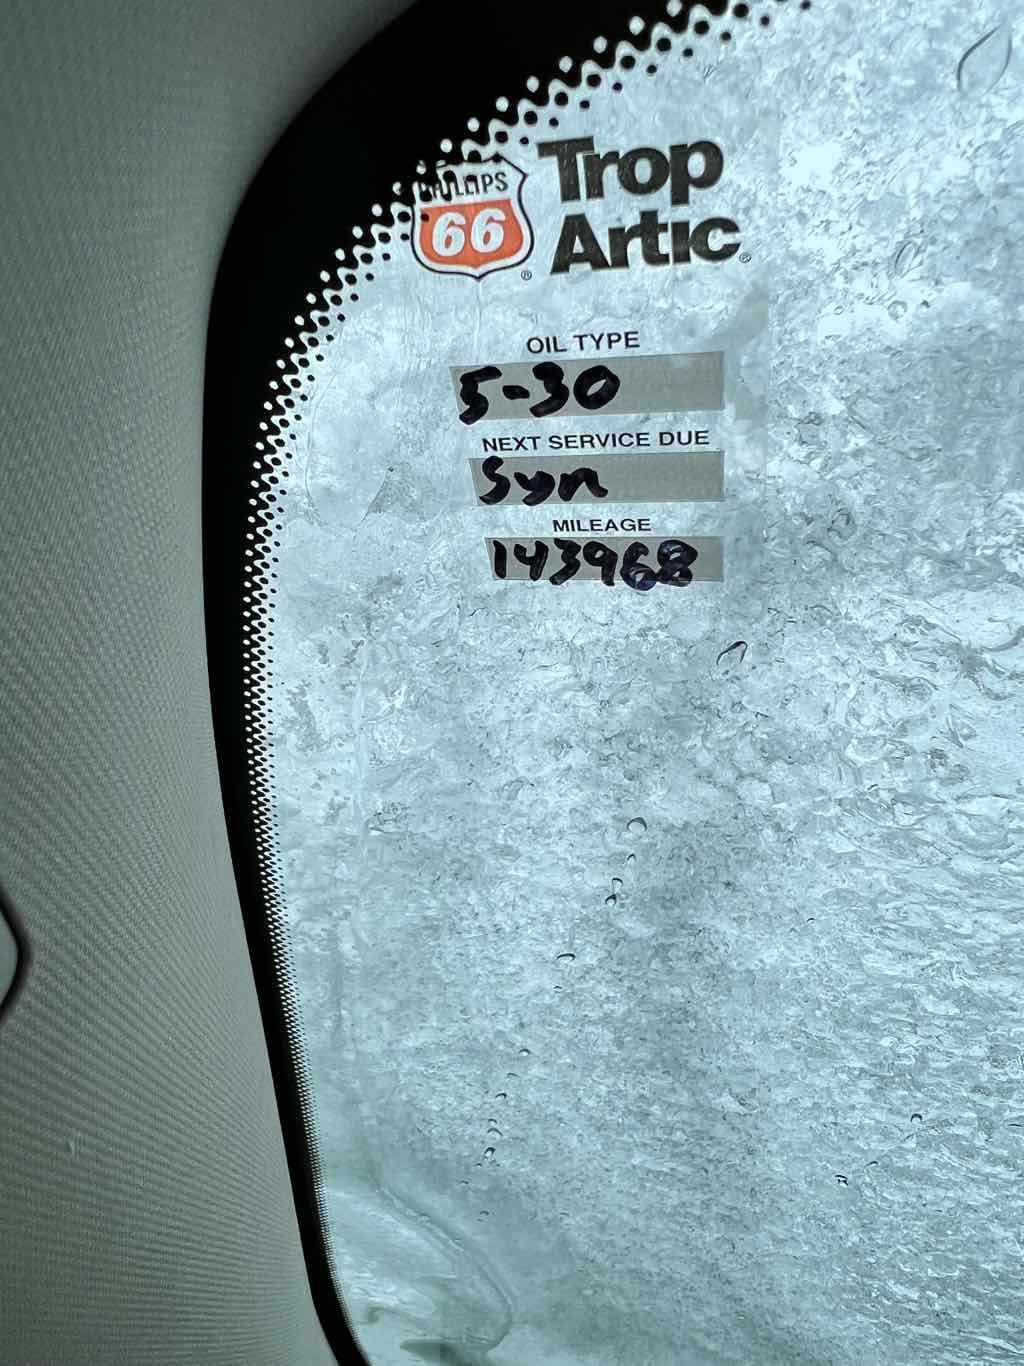 PHILLIPS
66
®
Trop
Artic®
OIL TYPE
5-30
NEXT SERVICE DUE
Syn
MILEAGE
143968